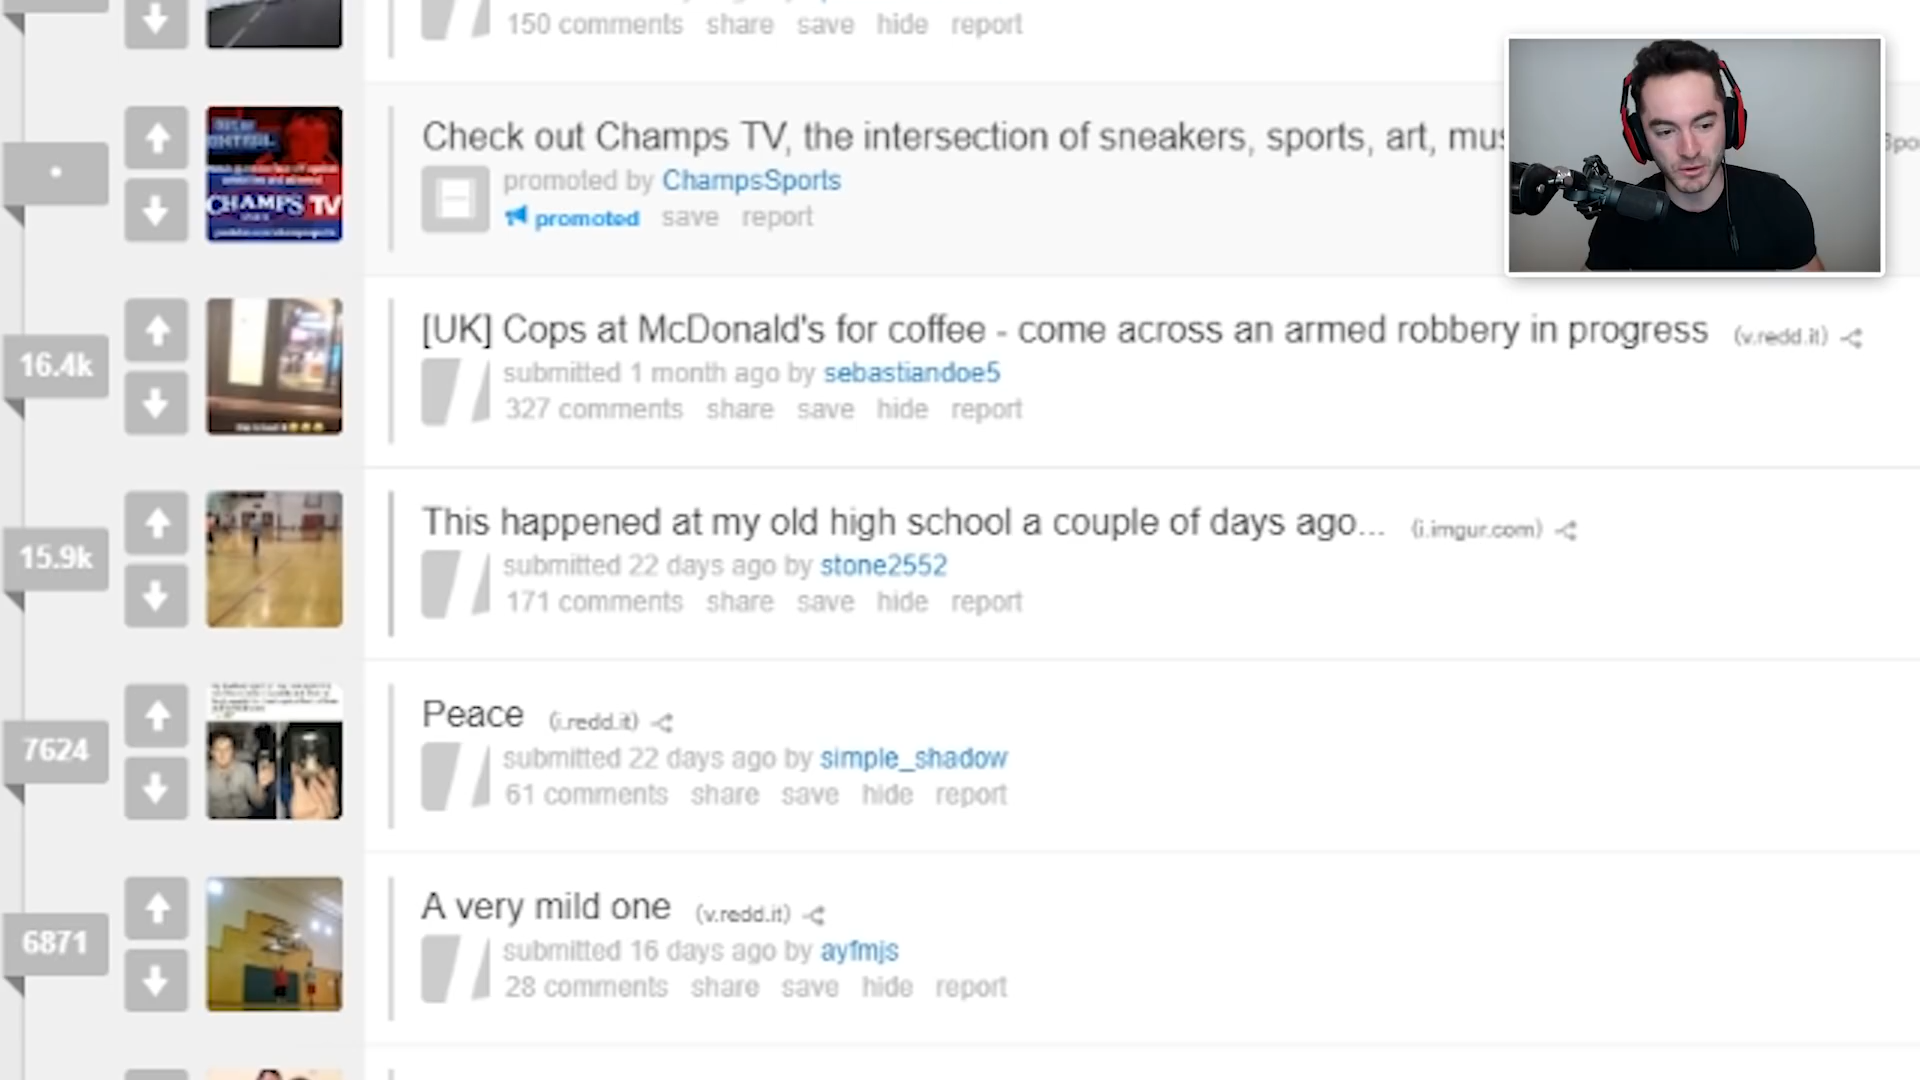 150 comments share save hide report
Check out Champs TV, the intersection of sneakers, sports, art,
promoted by ChampsSports
promoted save report
CHAMPS TV
16.4k
[UK] Cops at McDonald's for coffee - come across an armed robbery in progress (v.redd.it)
submitted 1 month ago by sebastiandoe5
327 comments share save hide report
15.9k
This happened at my old high school a couple of days ago... (i.imgur.com)
submitted 22 days ago by stone2552
171 comments share save hide report
7624
Peace (i.redd.it)
submitted 22 days ago by simple_shadow
61 comments share save hide report
6871
A very mild one (v.redd.it)
submitted 16 days ago by ayfmjs
28 comments share save hide report